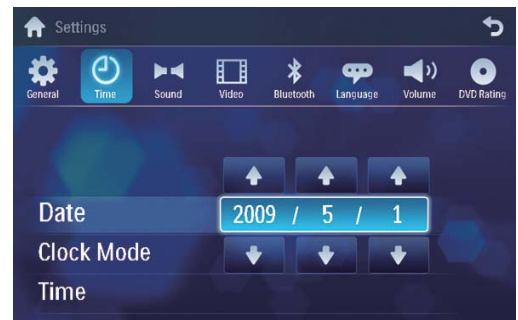 Settings
General Time Sound Video Bluetooth Language Volume DVD Rating
Date 2009 / 5 / 1
Clock Mode
Time